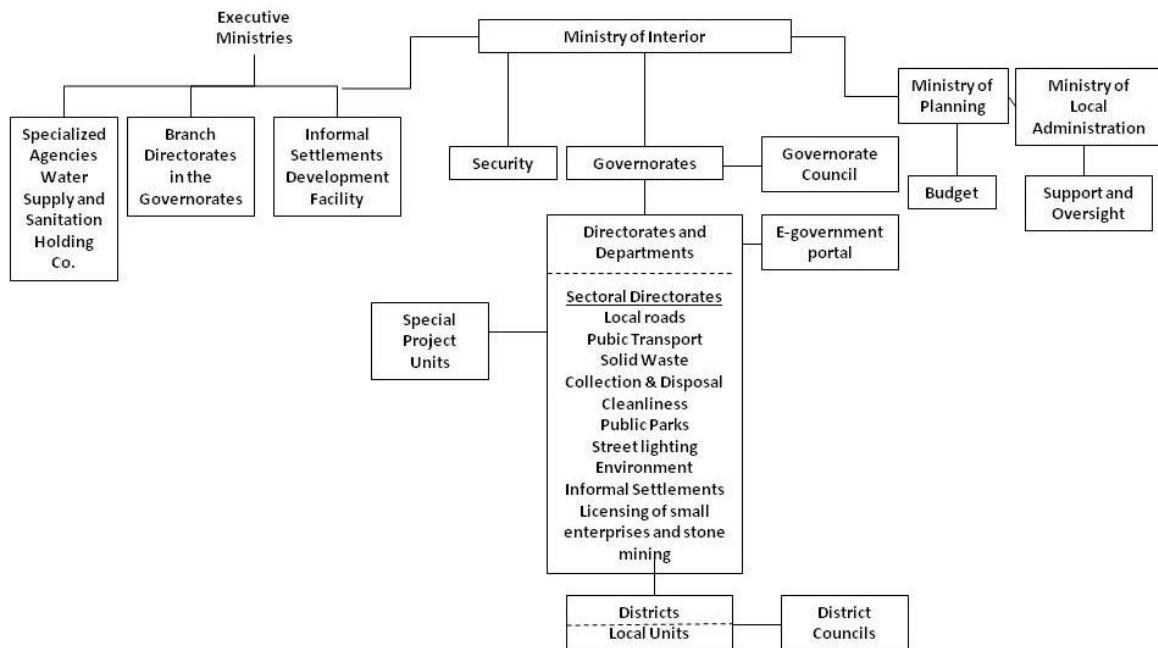 Executive
Ministries
Ministry of Interior
Ministry of
Planning
Ministry of
Local
Administration
Specialized
Agencies
Water
Supply and
Sanitation
Holding
Co.
Branch
Directorates
in the
Governorates
Informal
Settlements
Development
Facility
Security
Governorates
Governorate
Council
Budget
Support and
Oversight
Directorates and
Departments
E-government
portal
Sectoral Directorates
Local roads
Pubic Transport
Solid Waste
Collection & Disposal
Cleanliness
Public Parks
Street lighting
Environment
Informal Settlements
Licensing of small
enterprises and stone
mining
Special
Project
Units
Districts
Local Units
District
Councils